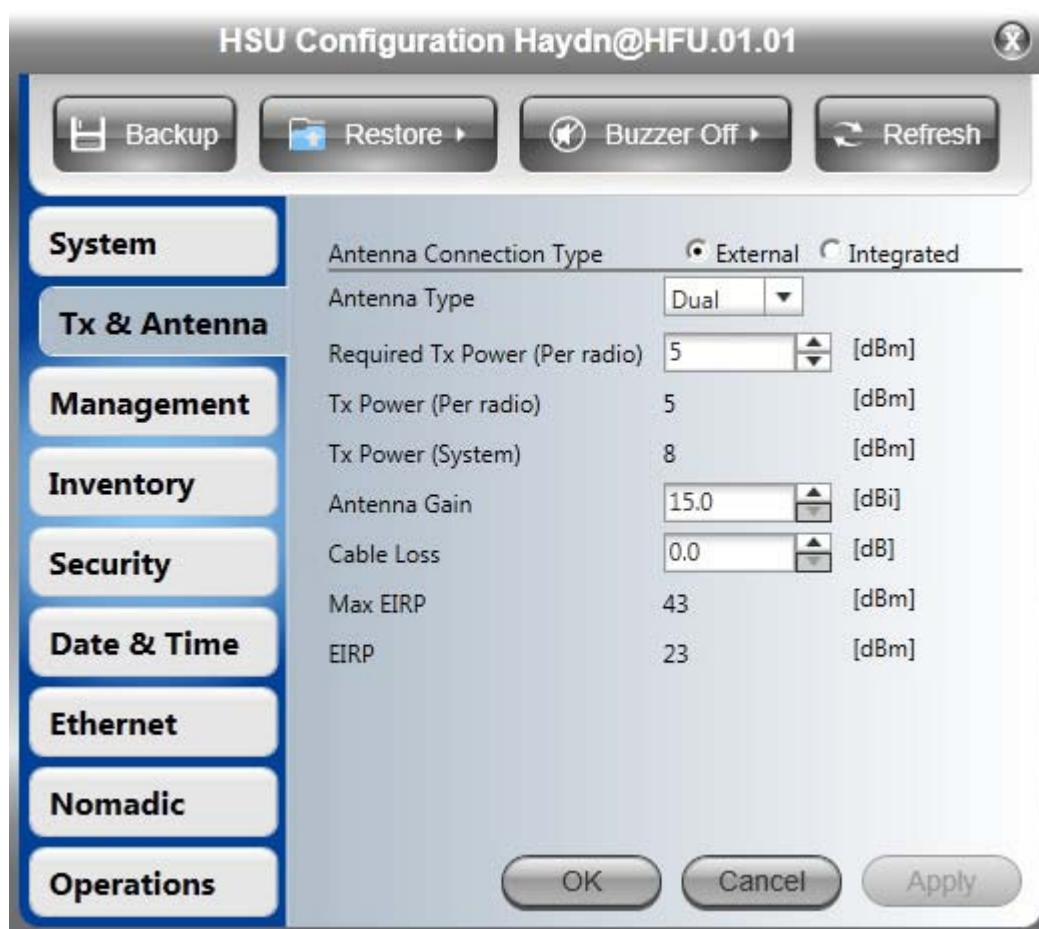 HSU Configuration Haydn@HFU.01.01
Backup
Restore
Buzzer Off
Refresh
System
Tx & Antenna
Management
Inventory
Security
Date & Time
Ethernet
Nomadic
Operations
Antenna Connection Type External Integrated
Antenna Type Dual
Required Tx Power (Per radio) 5 [dBm]
Tx Power (Per radio) 5 [dBm]
Tx Power (System) 8 [dBm]
Antenna Gain 15.0 [dBi]
Cable Loss 0.0 [dB]
Max EIRP 43 [dBm]
EIRP 23 [dBm]
OK
Cancel
Apply